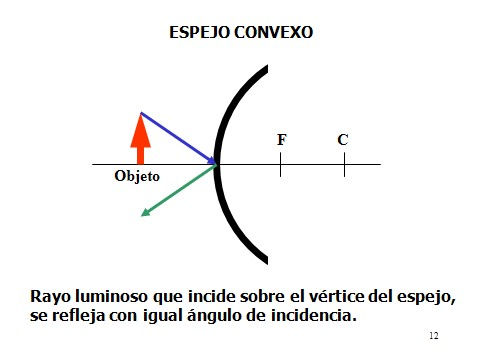 ESPEJO CONVEXO
F C
Objeto
Rayo luminoso que incide sobre el vértice del espejo,
se refleja con igual ángulo de incidencia.
12